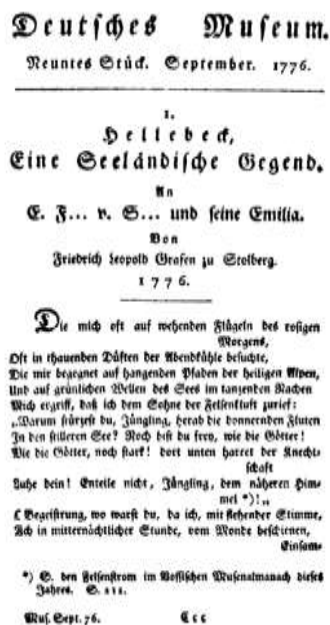 Deutſches Muſeum.
Neuntes Stück. September. 1776.
1.
Hellebeck,
Eine Seeländiſche Gegend.
An
E. F... v. S... und ſeine Emilia.
Von
Friedrich Leopold Grafen zu Stolberg.
1776.
Die mich oft auf wehenden Flügeln des roſigen
Morgens,
Oft in thauenden Düften der Abendkühle beſuchte,
Die mir begegnet auf hangenden Pfaden der heiligen Alpen,
Und auf grünlichen Wellen des Sees im tanzenden Nachen
Mich ergriff, daß ich dem Sohne der Felſenkluft zurief:
„Warum ſtürzeſt du, Jüngling, herab die donnernden Fluten
In den ſtilleren See? Noch biſt du frey, wie die Götter!
Wie die Götter, noch ſtark! dort unten harret der Knecht-
ſchaft
Ruhe dein! Enteile nicht, Jüngling, dem näheren Him-
mel *)!„
O Begeiſtrung, wo warſt du, da ich, mit flehender Stimme,
Ach in mitternächtlicher Stunde, vom Monde beſchienen,
Einſam-
*) S. den Felſenſtrom im Voſſiſchen Muſenalmanach dieſes
Jahres. S.
Muſ. Sept. 76. Ccc